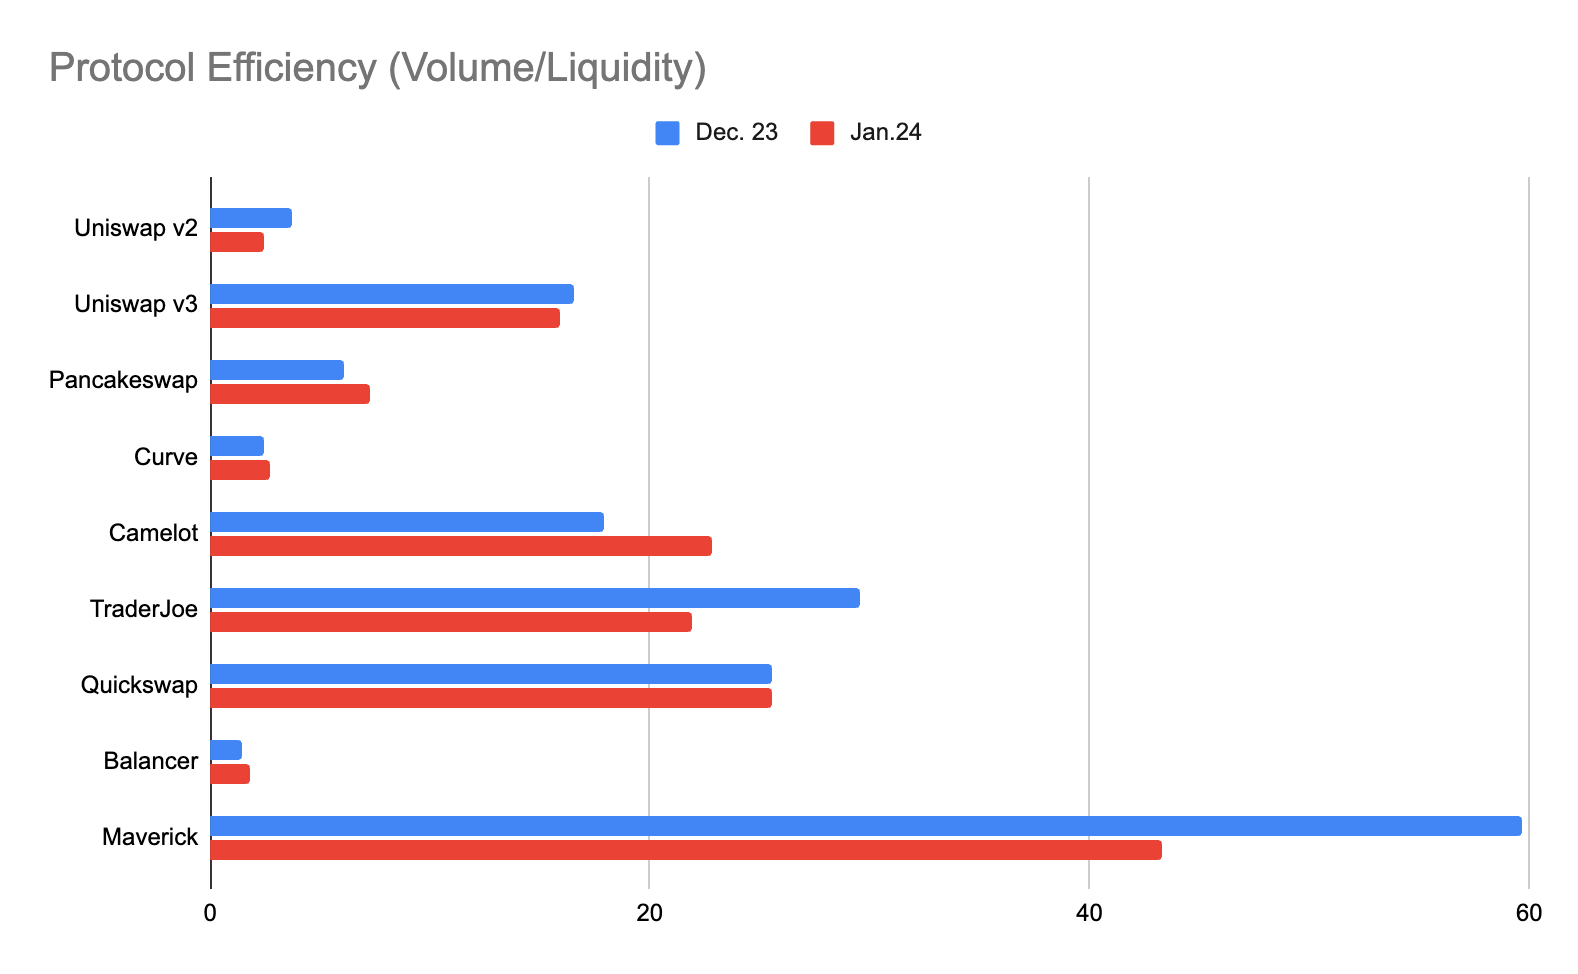 Protocol Efficiency (Volume/Liquidity)
Dec. 23 Jan.24
Uniswap v2
Uniswap v3
Pancakeswap
Curve
Camelot
TraderJoe
Quickswap
Balancer
Maverick
0 20 40 60